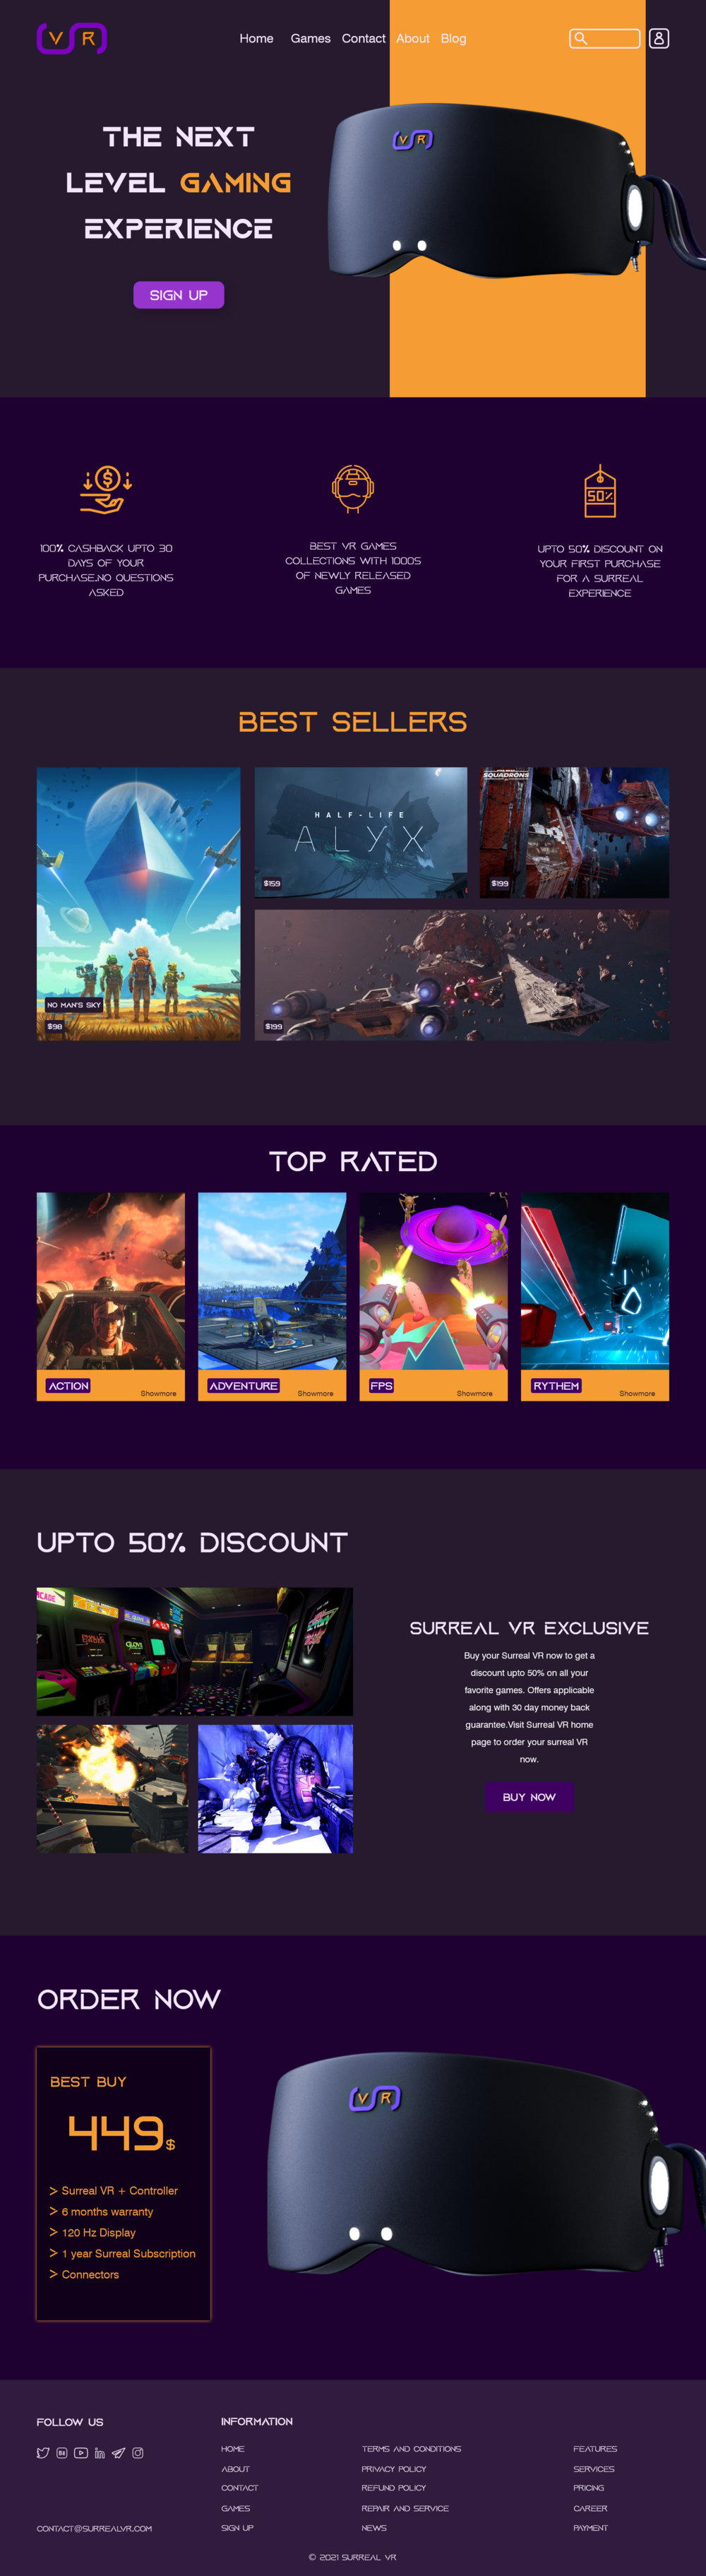 V R
Home Games Contact About Blog
THE NEXT
LEVEL GAMING
EXPERIENCE
V R
SIGN UP
$
50%
100% CASHBACK UPTO 30
DAYS OF YOUR
PURCHASE.NO QUESTIONS
ASKED
BEST VR GAMES
COLLECTIONS WITH 1000S
OF NEWLY RELEASED
GAMES
UPTO 50% DISCOUNT ON
YOUR FIRST PURCHASE
FOR A SURREAL
EXPERIENCE
BEST SELLERS
HALF-LIFE
ALYX
$159
SQUADRONS
$199
NO MAN'S SKY
$98
$199
TOP RATED
ACTION
Showmore
ADVENTURE
Showmore
FPS
Showmore
RYTHEM
Showmore
UPTO 50% DISCOUNT
SURREAL VR EXCLUSIVE
Buy your Surreal VR now to get a
discount upto 50% on all your
favorite games. Offers applicable
along with 30 day money back
guarantee.Visit Surreal VR home
page to order your surreal VR
now.
BUY NOW
ORDER NOW
BEST BUY
449$
> Surreal VR + Controller
> 6 months warranty
> 120 Hz Display
> 1 year Surreal Subscription
> Connectors
V R
FOLLOW US
CONTACT@SURREALVR.COM
INFORMATION
HOME
ABOUT
CONTACT
GAMES
SIGN UP
TERMS AND CONDITIONS
PRIVACY POLICY
REFUND POLICY
REPAIR AND SERVICE
NEWS
FEATURES
SERVICES
PRICING
CAREER
PAYMENT
© 2021 SURREAL VR